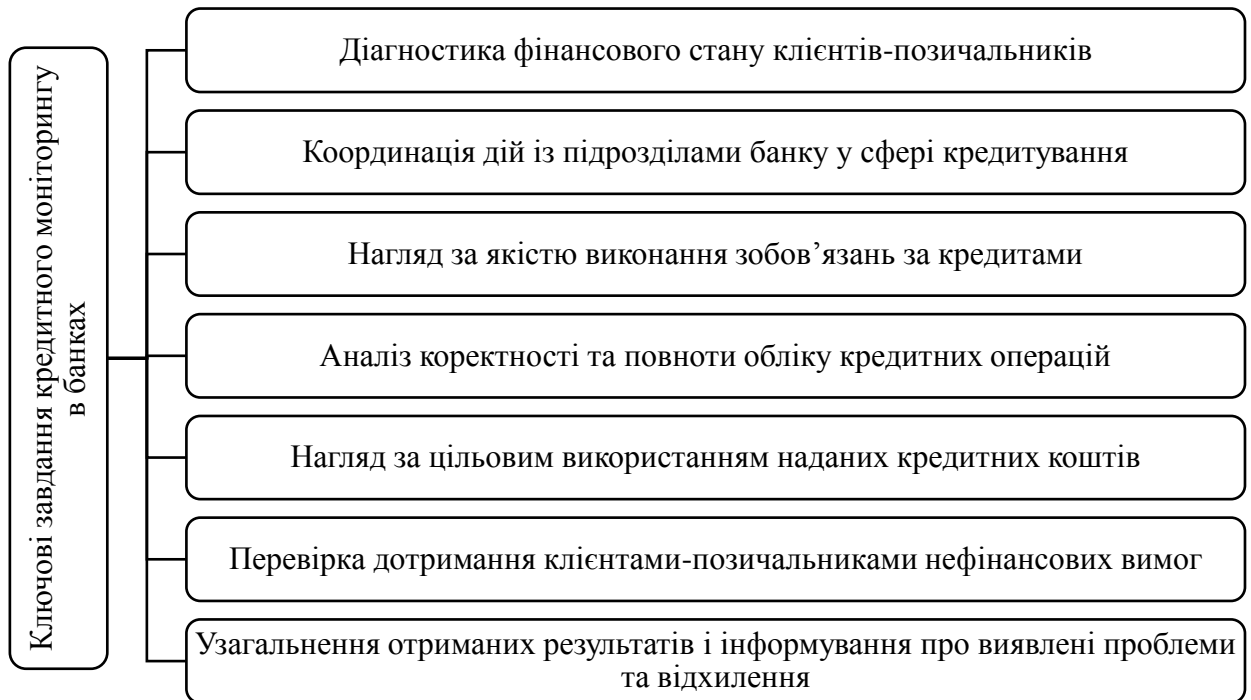 Ключові завдання кредитного моніторингу
в банках
Діагностика фінансового стану клієнтів-позичальників
Координація дій із підрозділами банку у сфері кредитування
Нагляд за якістю виконання зобов’язань за кредитами
Аналіз коректності та повноти обліку кредитних операцій
Нагляд за цільовим використанням наданих кредитних коштів
Перевірка дотримання клієнтами-позичальниками нефінансових вимог
Узагальнення отриманих результатів і інформування про виявлені проблеми
та відхилення